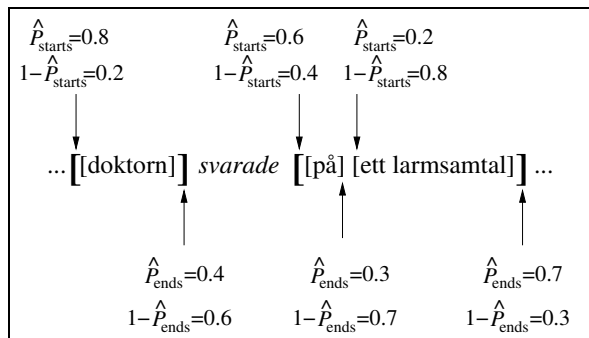 P̂starts=0.8 P̂starts=0.6 P̂starts=0.2
1−P̂starts=0.2 1−P̂starts=0.4 1−P̂starts=0.8
... [[doktorn]] svarade [[på] [ett larmsamtal]] ...
P̂ends=0.4 P̂ends=0.3 P̂ends=0.7
1−P̂ends=0.6 1−P̂ends=0.7 1−P̂ends=0.3